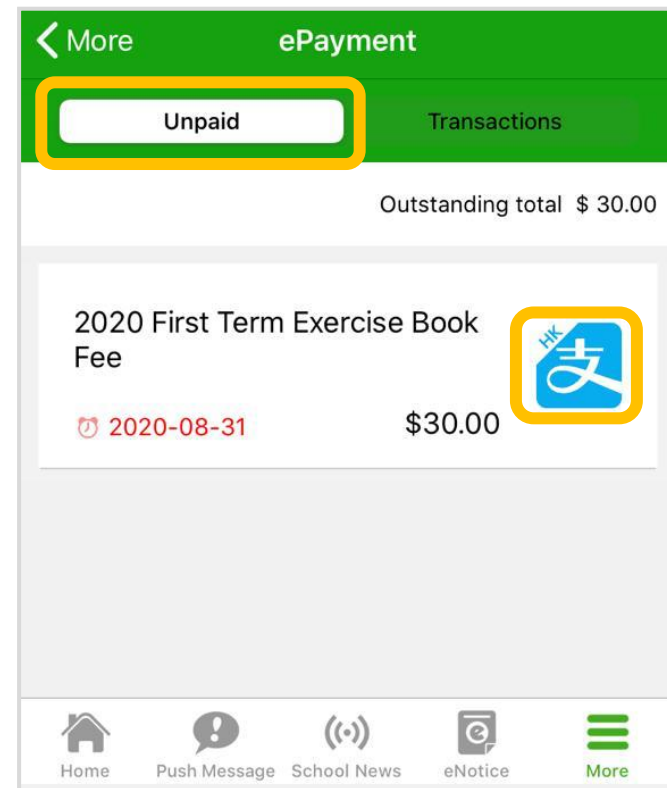 More
ePayment
Unpaid
Transactions
Outstanding total $ 30.00
2020 First Term Exercise Book
Fee
HK
支
2020-08-31
$30.00
Home
Push Message
School News
eNotice
More